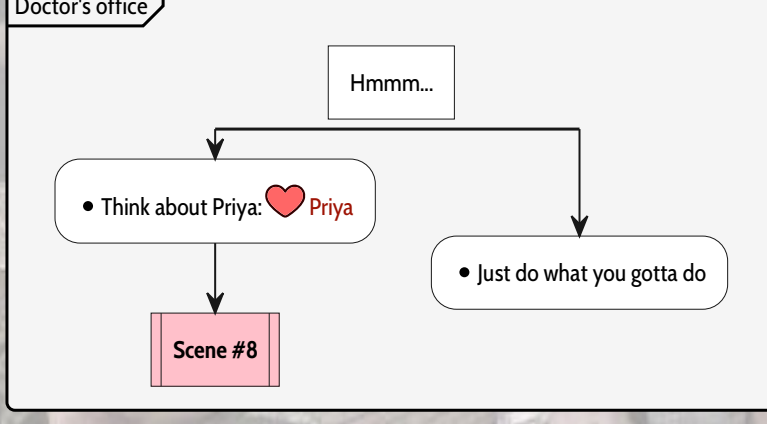 Doctor's office
Hmmm...
Think about Priya: Priya
Just do what you gotta do
Scene #8